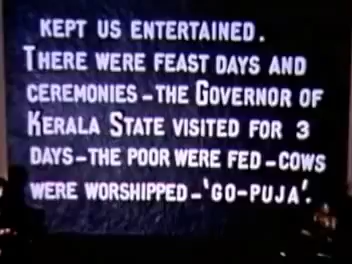 KEPT US ENTERTAINED.
THERE WERE FEAST DAYS AND
CEREMONIES – THE GOVERNOR OF
KERALA STATE VISITED FOR 3
DAYS – THE POOR WERE FED – COWS
WERE WORSHIPPED – 'GO-PUJA'.